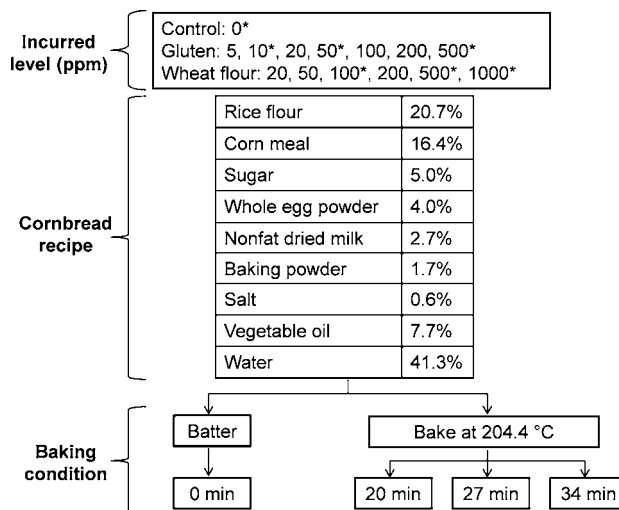 Incurred
level (ppm)
Control: 0*
Gluten: 5, 10*, 20, 50*, 100, 200, 500*
Wheat flour: 20, 50, 100*, 200, 500*, 1000*
Cornbread
recipe
Rice flour 20.7%
Corn meal 16.4%
Sugar 5.0%
Whole egg powder 4.0%
Nonfat dried milk 2.7%
Baking powder 1.7%
Salt 0.6%
Vegetable oil 7.7%
Water 41.3%
Baking
condition
Batter Bake at 204.4 °C
0 min 20 min 27 min 34 min